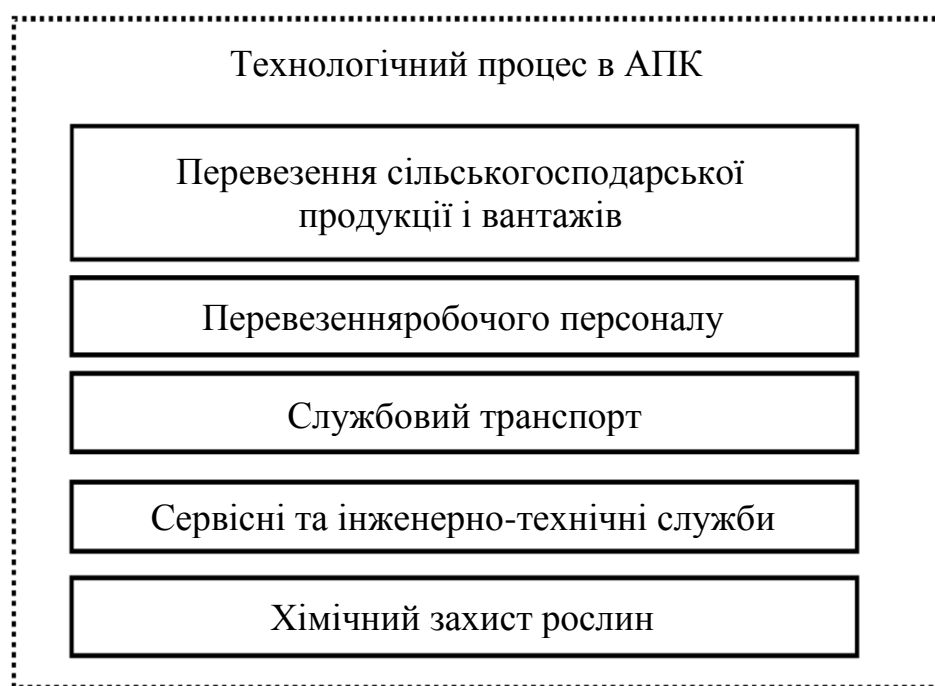 Технологічний процес в АПК
Перевезення сільськогосподарської
продукції і вантажів
Перевезенняробочого персоналу
Службовий транспорт
Сервісні та інженерно-технічні служби
Хімічний захист рослин